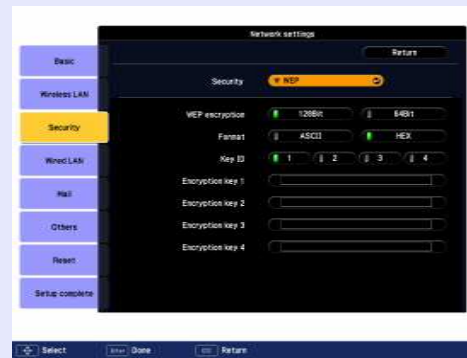 Network settings
Return
Basic
Wireless LAN
Security
Wired LAN
Mail
Others
Reset
Setup complete
Security WEP
WEP encryption 128Bit 64Bit
Format ASCII HEX
Key ID 1 2 3 4
Encryption key 1
Encryption key 2
Encryption key 3
Encryption key 4
Select Enter Done ESC Return